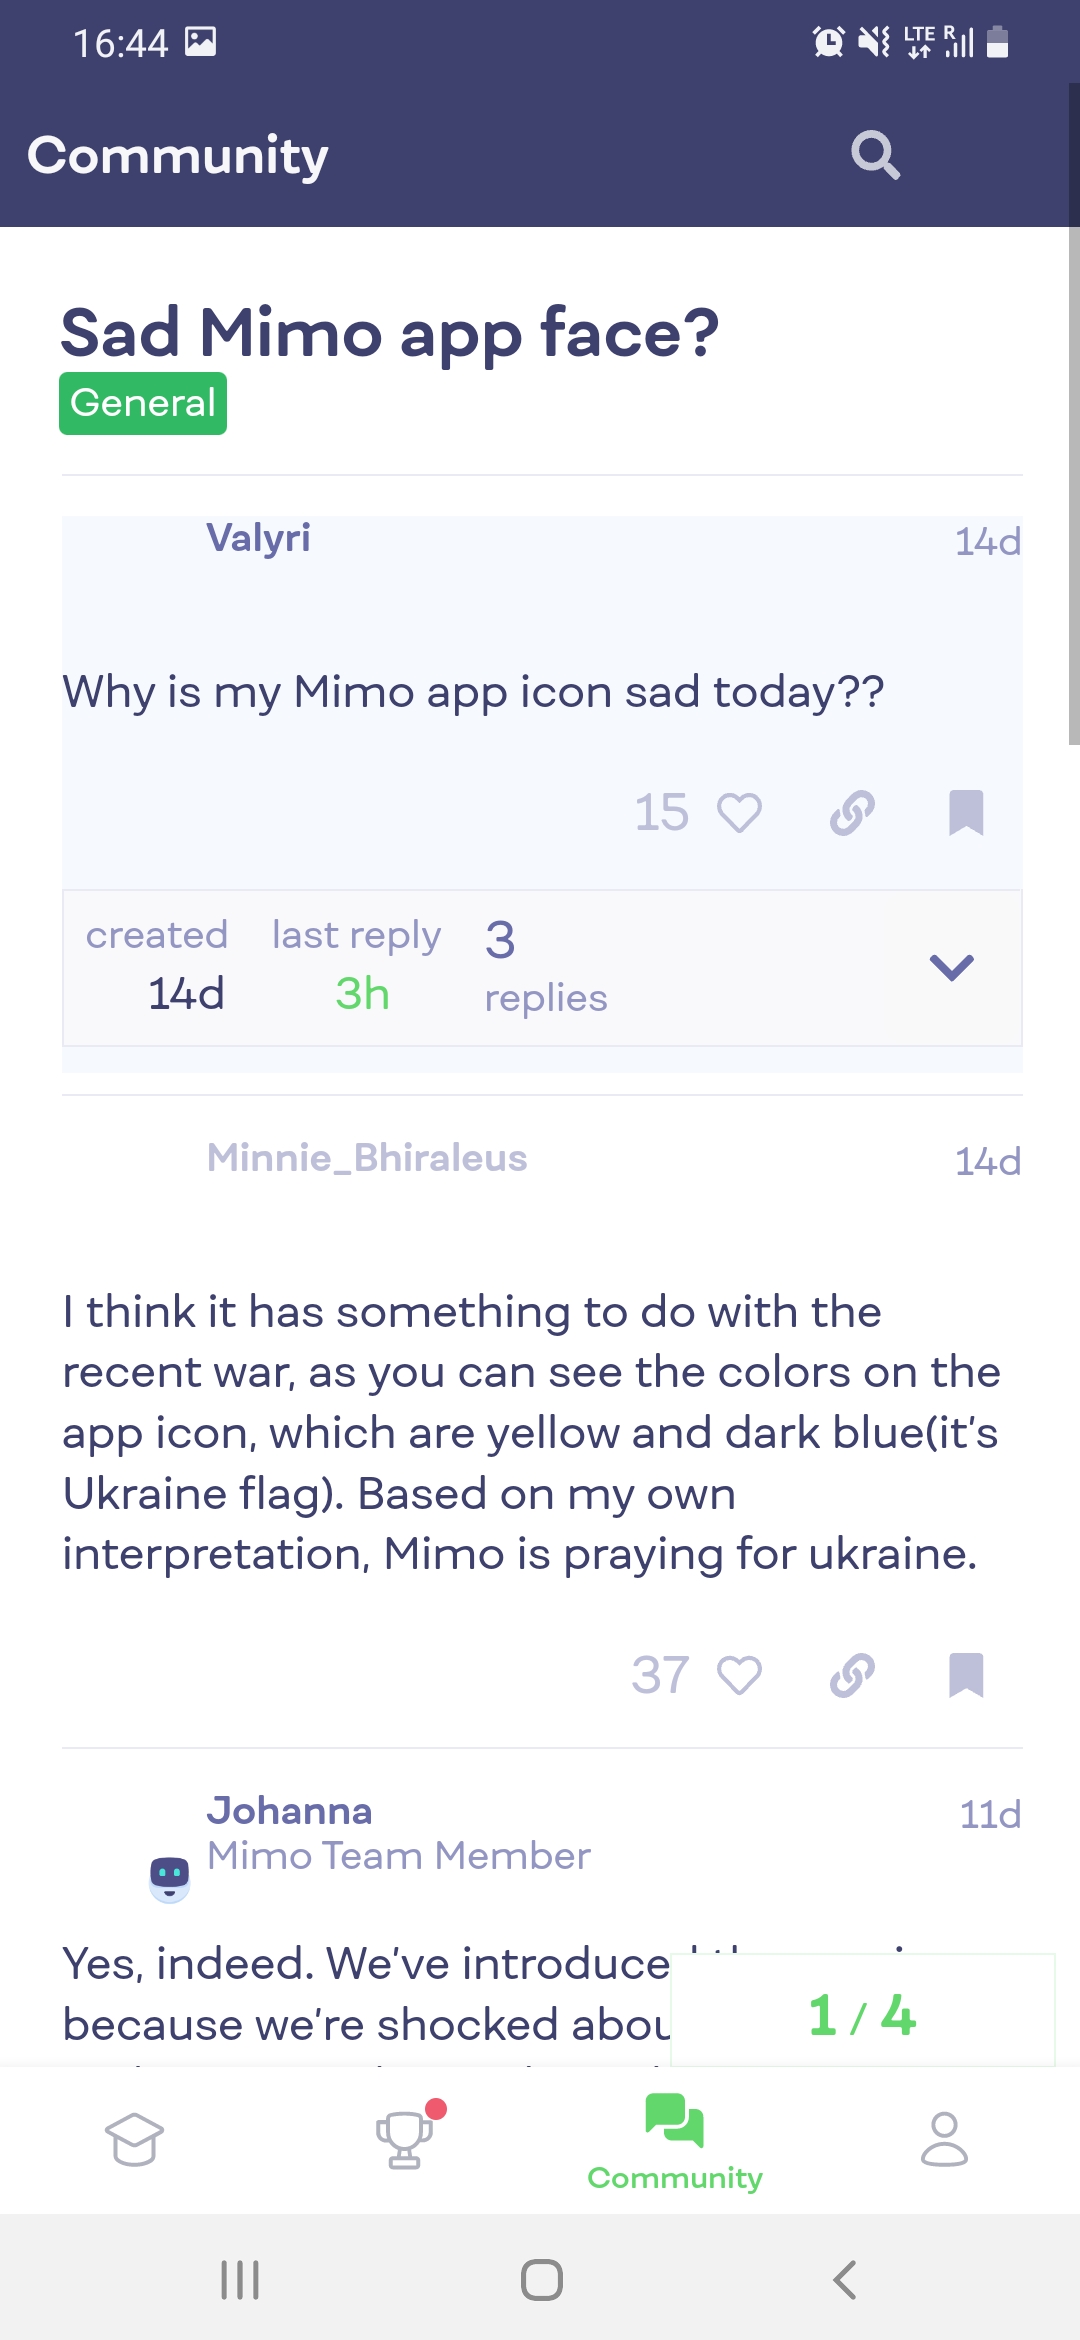 16:44
LTE R
Community
Sad Mimo app face?
General
Valyri 14d
Why is my Mimo app icon sad today??
15
created last reply 3
14d 3h replies
Minnie_Bhiraleus 14d
I think it has something to do with the
recent war, as you can see the colors on the
app icon, which are yellow and dark blue(it's
Ukraine flag). Based on my own
interpretation, Mimo is praying for ukraine.
37
Johanna 11d
Mimo Team Member
Yes, indeed. We've introduced
because we're shocked about
1 / 4
Community